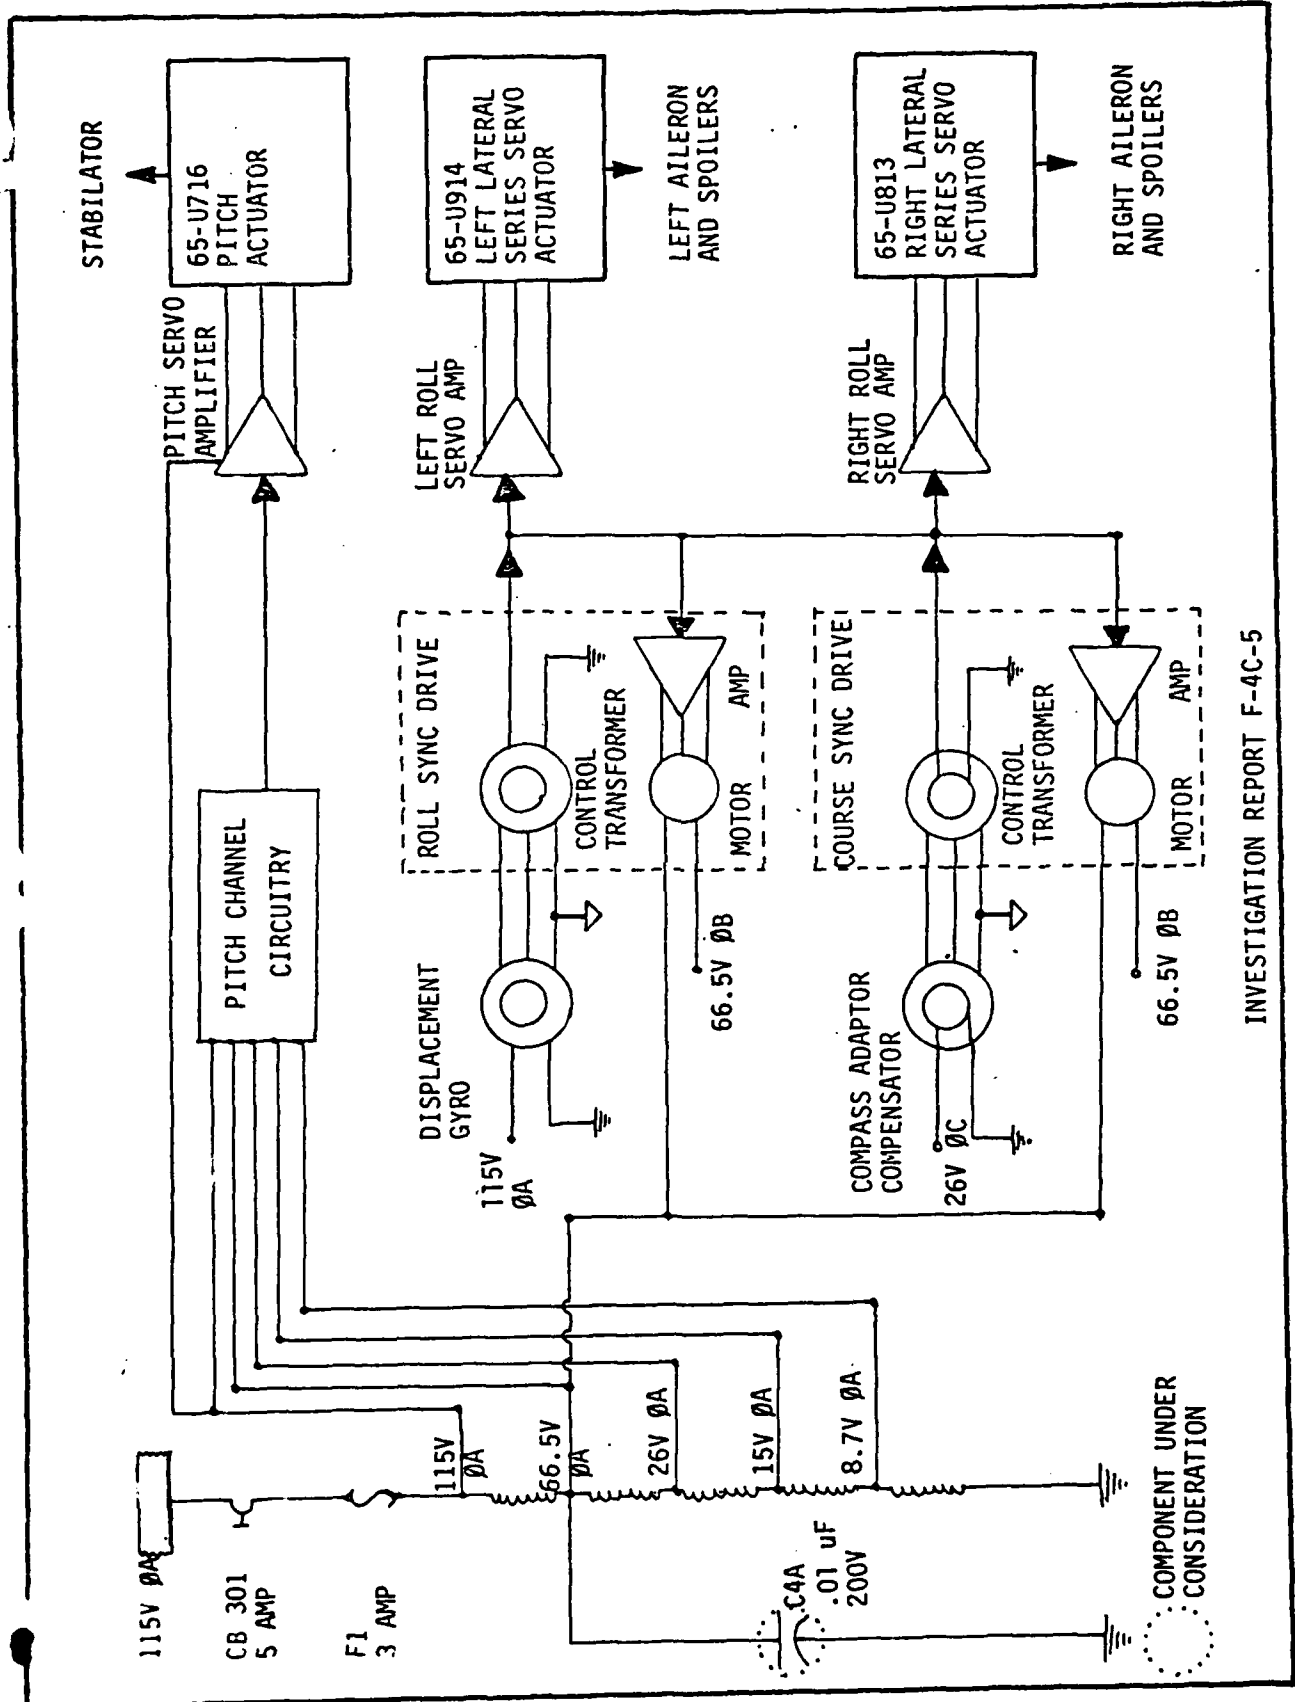 STABILATOR
65-U716
PITCH
ACTUATOR
PITCH SERVO
AMPLIFIER
PITCH CHANNEL
CIRCUITRY
65-U914
LEFT LATERAL
SERIES SERVO
ACTUATOR
LEFT AILERON
AND SPOILERS
LEFT ROLL
SERVO AMP
ROLL SYNC DRIVE
CONTROL
TRANSFORMER
AMP
MOTOR
DISPLACEMENT
GYRO
115V
ØA
66.5V ØB
65-U813
RIGHT LATERAL
SERIES SERVO
ACTUATOR
RIGHT AILERON
AND SPOILERS
RIGHT ROLL
SERVO AMP
COURSE SYNC DRIVE
CONTROL
TRANSFORMER
AMP
MOTOR
COMPASS ADAPTOR
COMPENSATOR
26V ØC
66.5V ØB
115V ØA
CB 301
5 AMP
F1
3 AMP
115V
ØA
66.5V
ØA
26V ØA
15V ØA
8.7V ØA
C4A
.01 uF
200V
COMPONENT UNDER
CONSIDERATION
INVESTIGATION REPORT F-4C-5